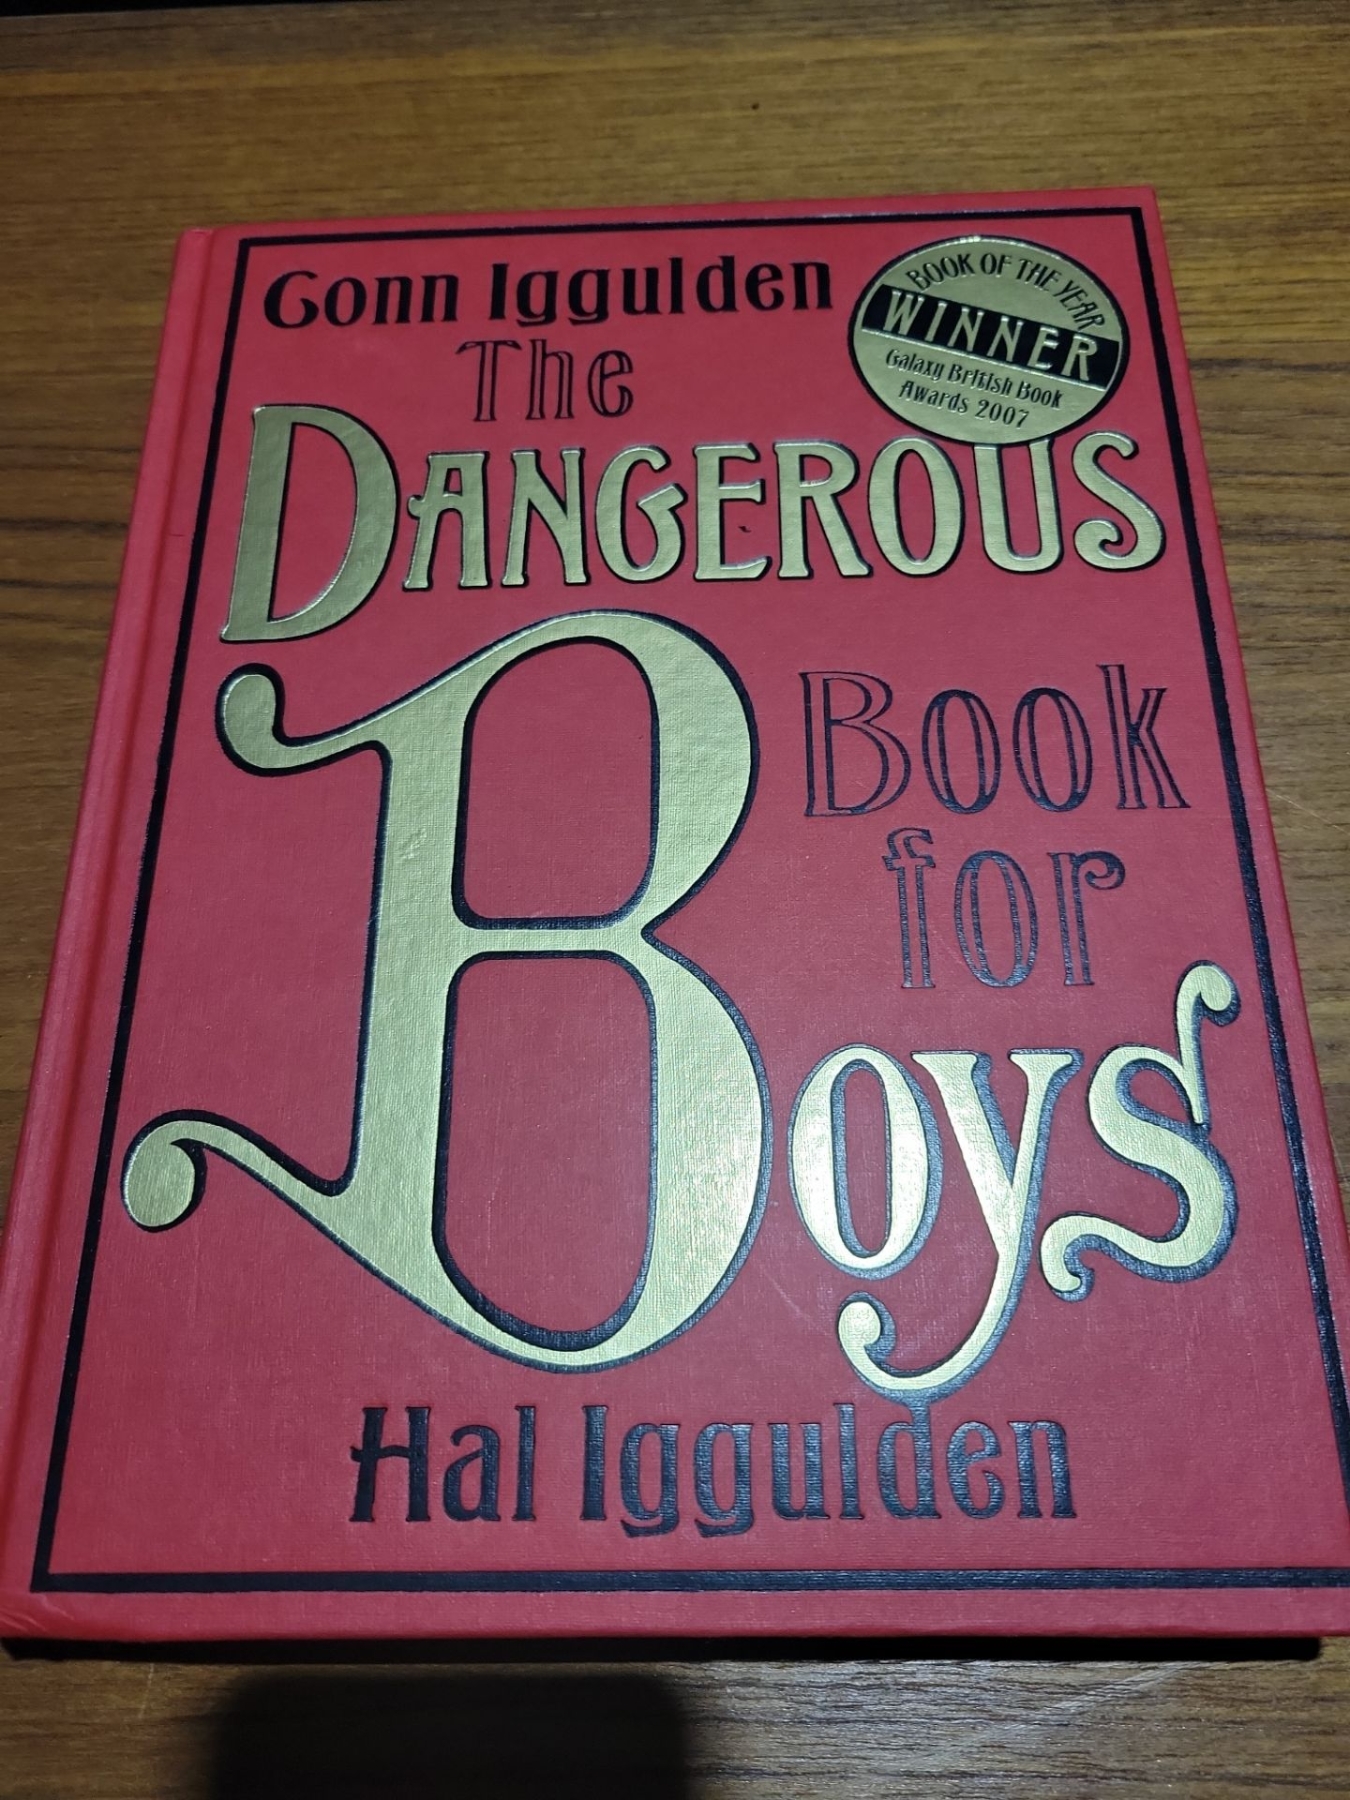 Conn Iggulden
BOOK OF THE YEAR
WINNER
Galaxy British Book
Awards 2007
The
DANGEROUS
Book
for
Boys
Hal Iggulden